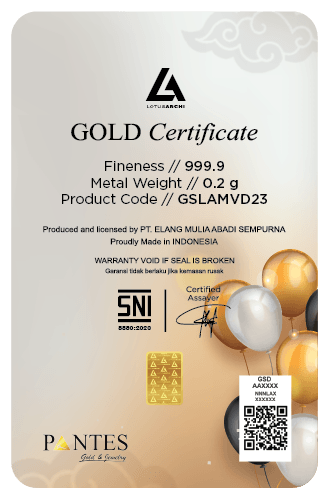 LOTUSARCHI
GOLD Certificate
Fineness // 999.9
Metal Weight // 0.2 g
Product Code // GSLAMVD23
Produced and licensed by PT. ELANG MULIA ABADI SEMPURNA
Proudly Made in INDONESIA
WARRANTY VOID IF SEAL IS BROKEN
Garansi tidak berlaku jika kemasan rusak
SNI
8880:2020
Certified
Assayer
GSD
AAXXXX
NNNLAX
XXXXXX
PANTES
Gold & Jewelry